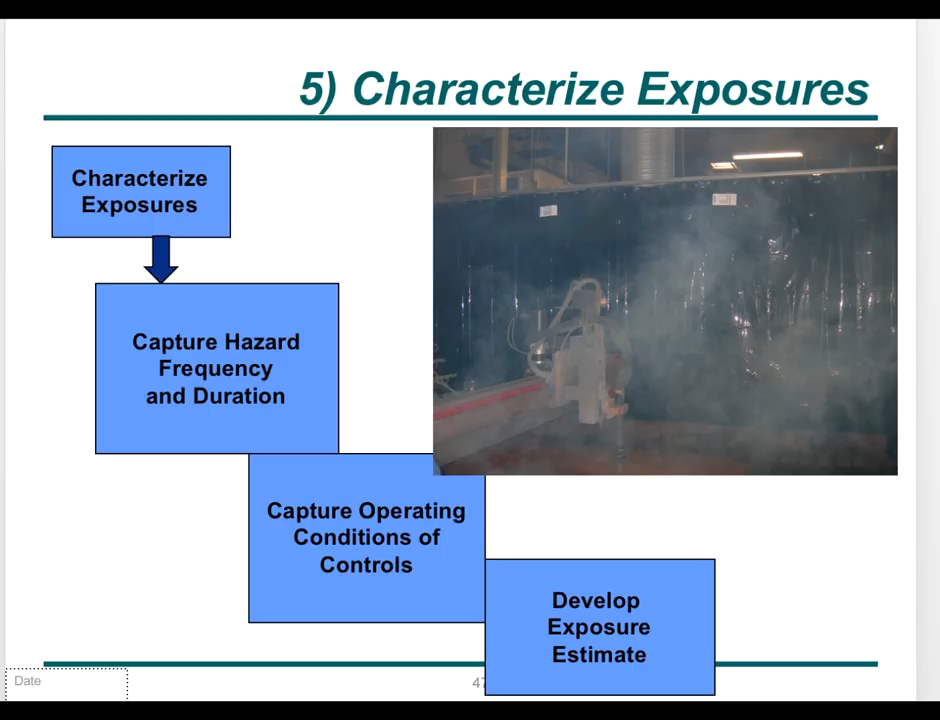 5) Characterize Exposures
Characterize
Exposures
Capture Hazard
Frequency
and Duration
Capture Operating
Conditions of
Controls
Develop
Exposure
Estimate
Date
47